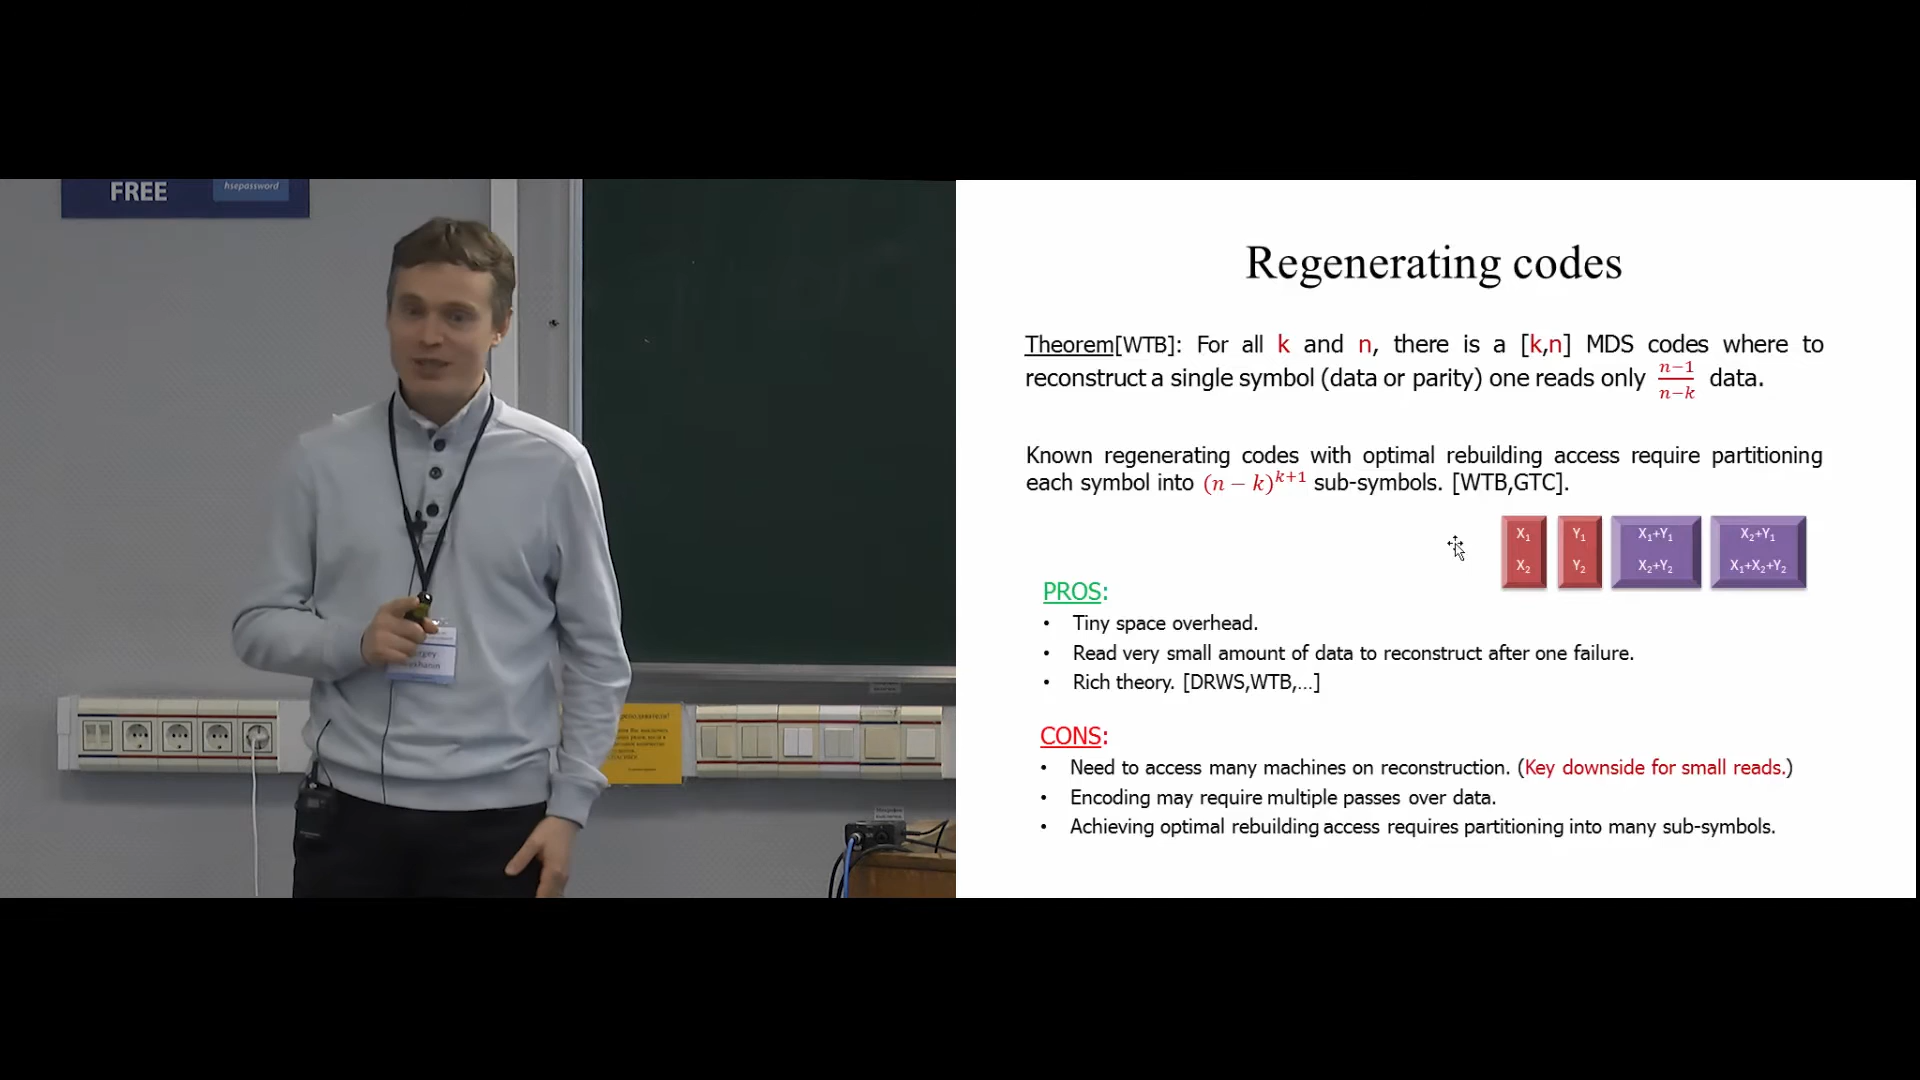 FREE
hsepassword
Regenerating codes
Theorem[WTB]: For all k and n, there is a [k,n] MDS codes where to
reconstruct a single symbol (data or parity) one reads only \frac{n-1}{n-k} data.
Known regenerating codes with optimal rebuilding access require partitioning
each symbol into (n − k)^{k+1} sub-symbols. [WTB,GTC].
X₁ Y₁ X₁+Y₁ X₂+Y₁
X₂ Y₂ X₂+Y₂ X₁+X₂+Y₂
PROS:
• Tiny space overhead.
• Read very small amount of data to reconstruct after one failure.
• Rich theory. [DRWS,WTB,...]
CONS:
• Need to access many machines on reconstruction. (Key downside for small reads.)
• Encoding may require multiple passes over data.
• Achieving optimal rebuilding access requires partitioning into many sub-symbols.